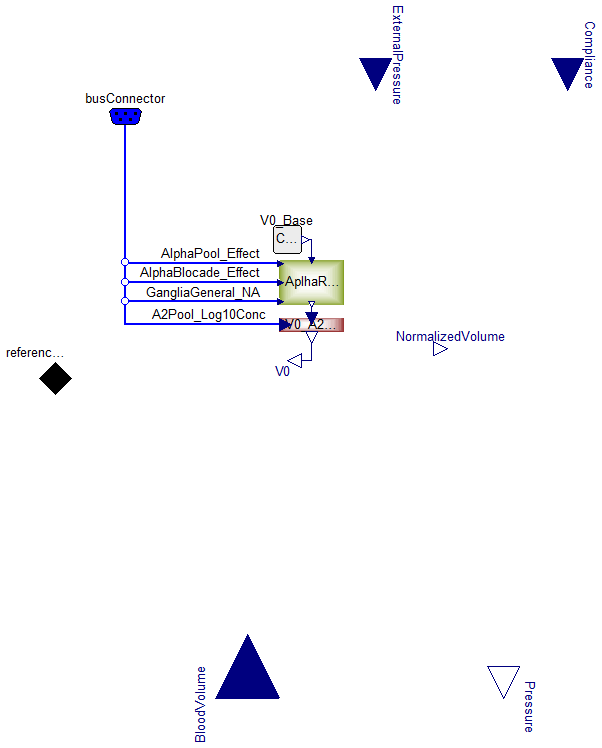 ExternalPressure
Compliance
busConnector
V0_Base
C...
AlphaPool_Effect
AlphaBlocade_Effect
AplhaR...
GangliaGeneral_NA
A2Pool_Log10Conc
V0_A2...
NormalizedVolume
referenc...
V0
BloodVolume
Pressure